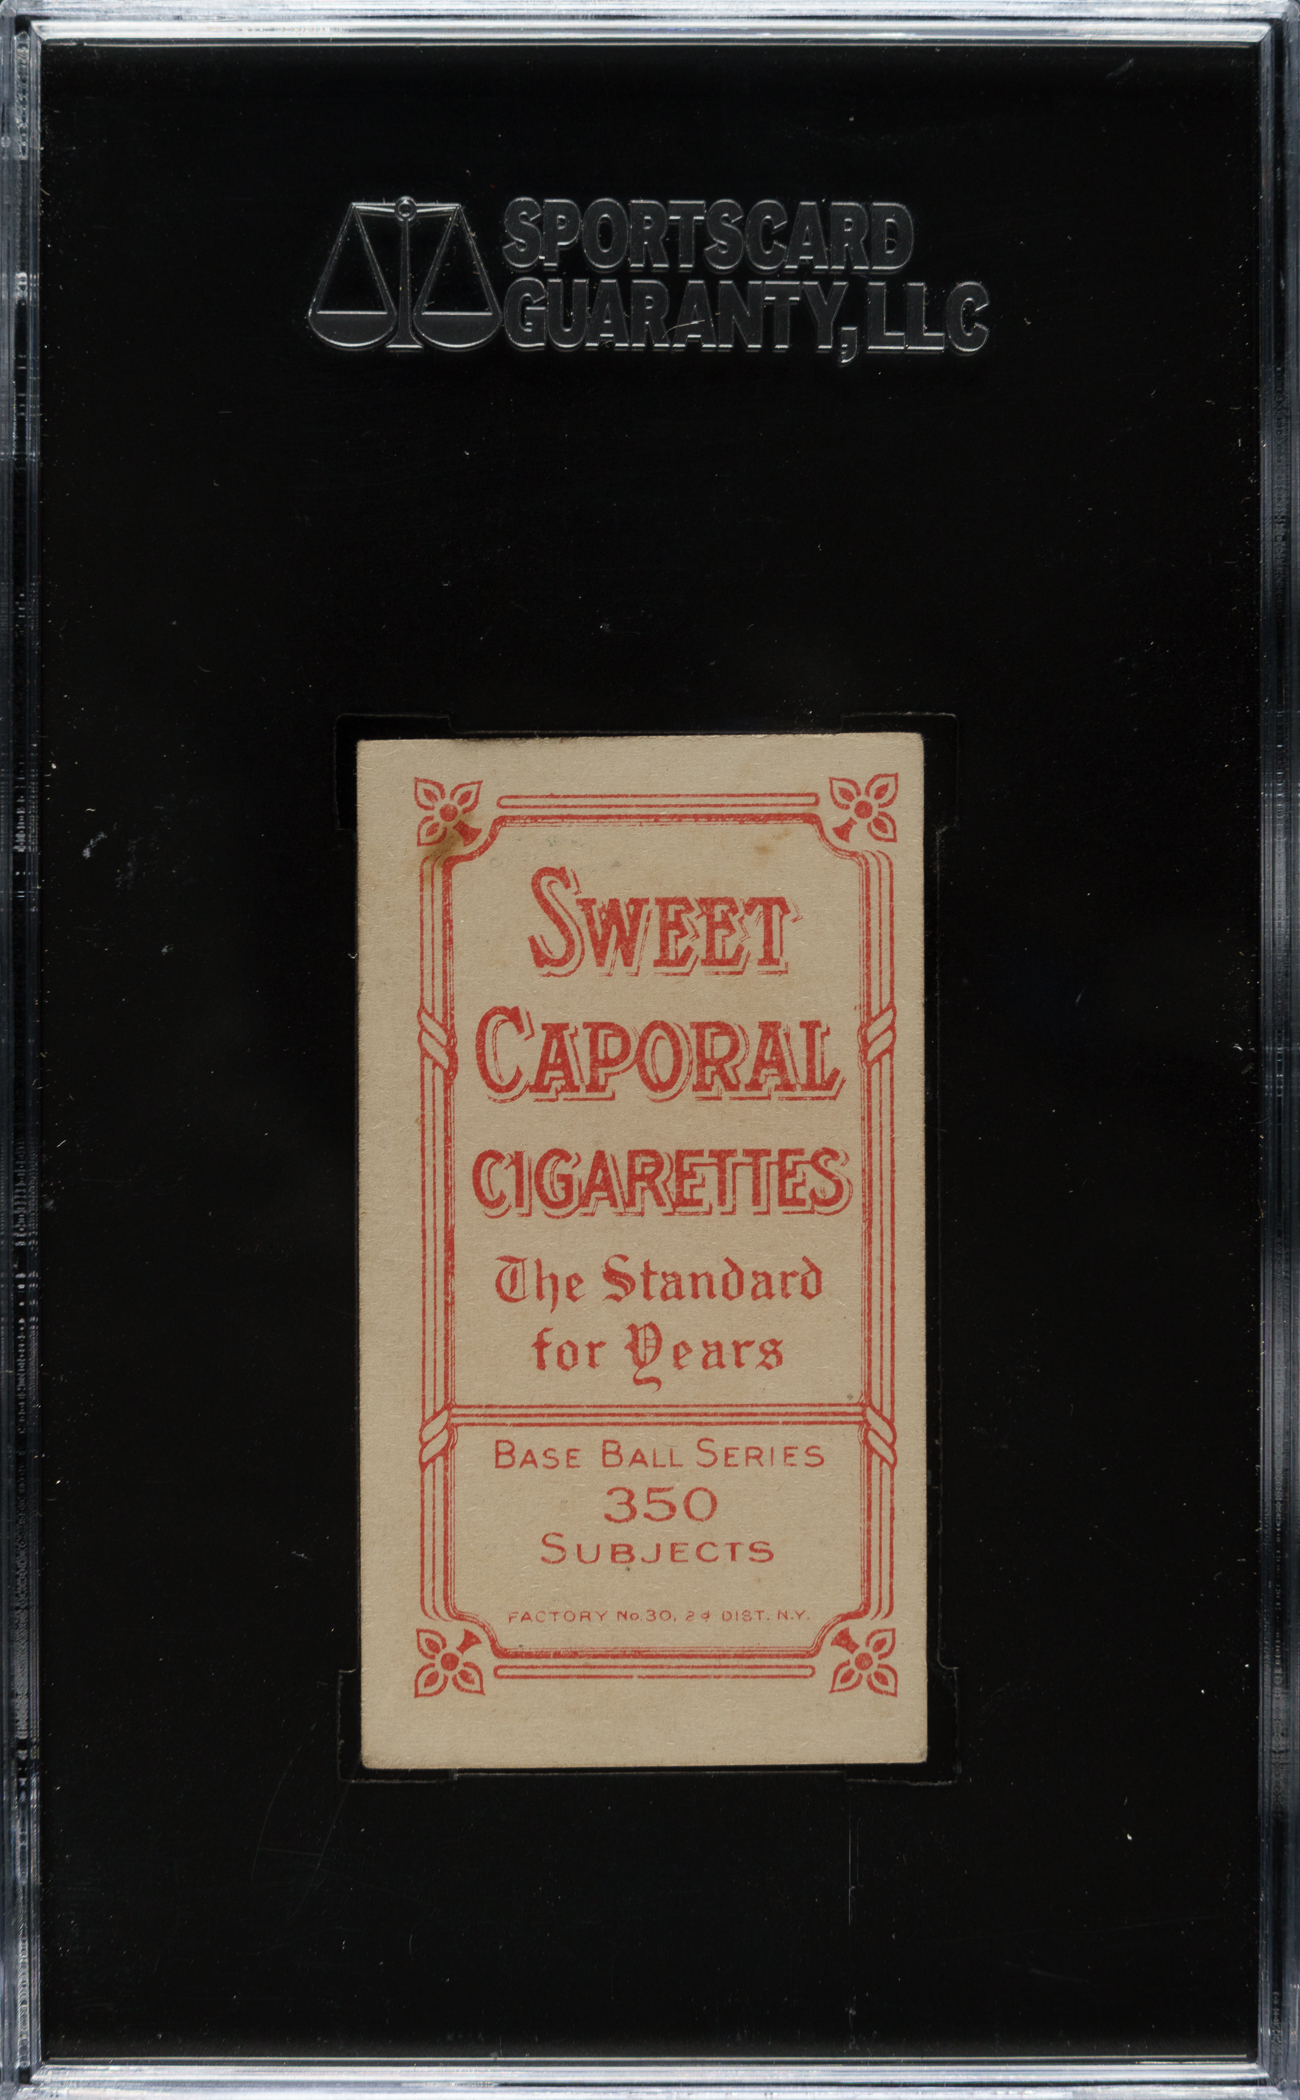 SPORTSCARD
GUARANTY, LLC
SWEET
CAPORAL
CIGARETTES
The Standard
for Years
BASE BALL SERIES
350
SUBJECTS
FACTORY No. 30, 2d DIST. N.Y.